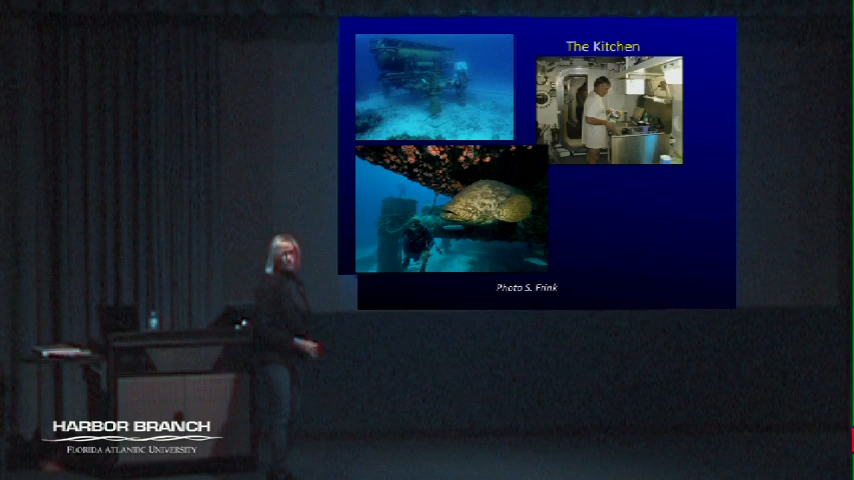 The Kitchen
Photo S. Frink
HARBOR BRANCH
FLORIDA ATLANTIC UNIVERSITY